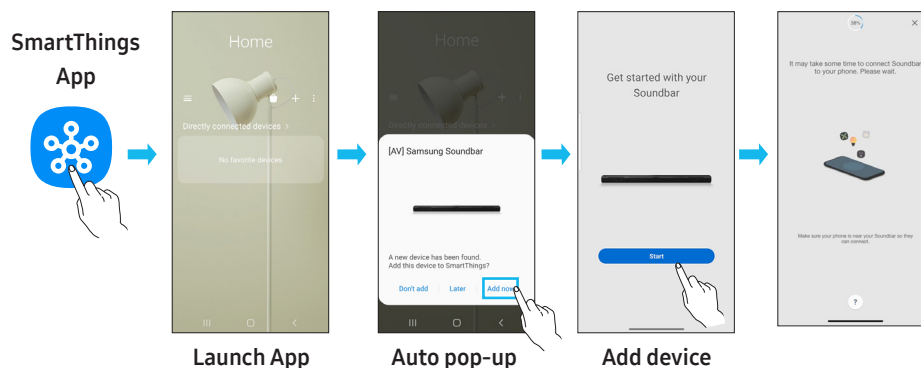 SmartThings
App
Home
Directly connected devices >
No favorite devices
Launch App
Home
Directly connected devices >
[AV] Samsung Soundbar
A new device has been found.
Add this device to SmartThings?
Don't add
Later
Add now
Auto pop-up
Get started with your
Soundbar
Start
Add device
38%
It may take some time to connect Soundbar
to your phone. Please wait.
Make sure your phone is near your Soundbar so they
can connect.
?